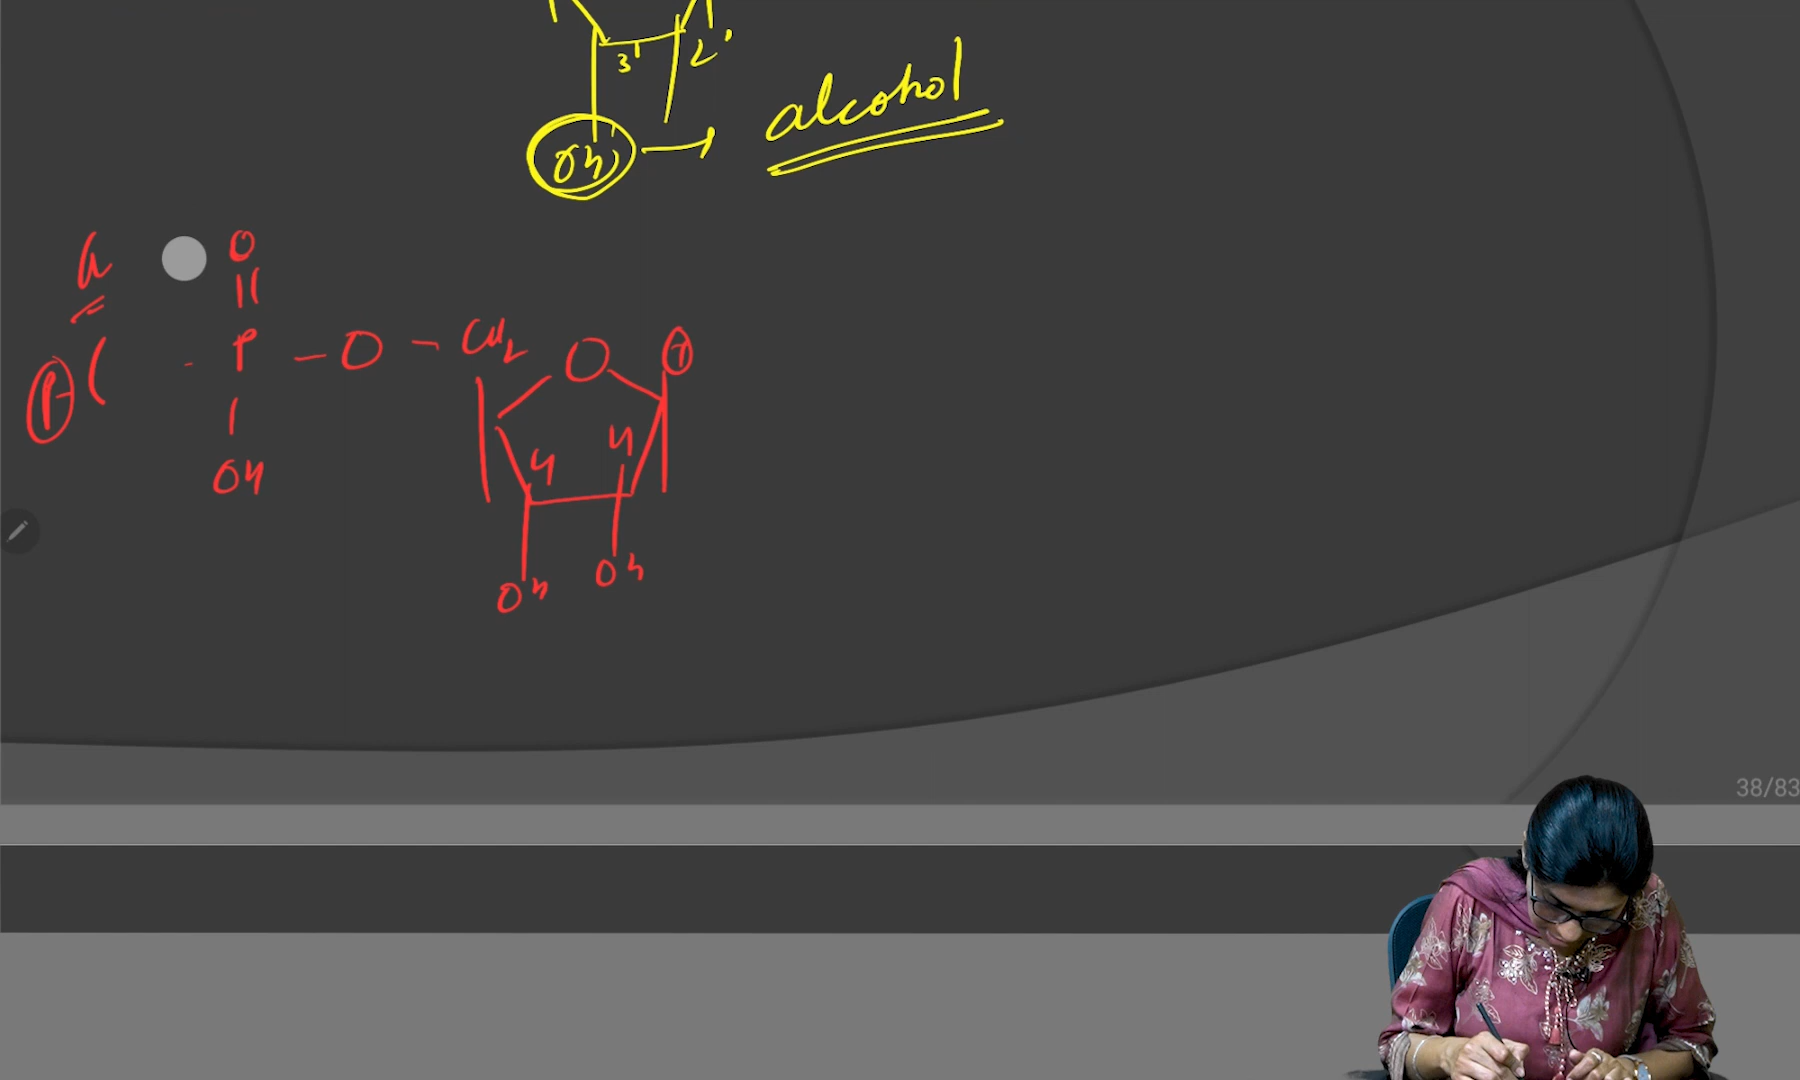 3' 2'
alcohol
OH
O
||
P - O - CH2 O
OH
H H
OH OH
38/83